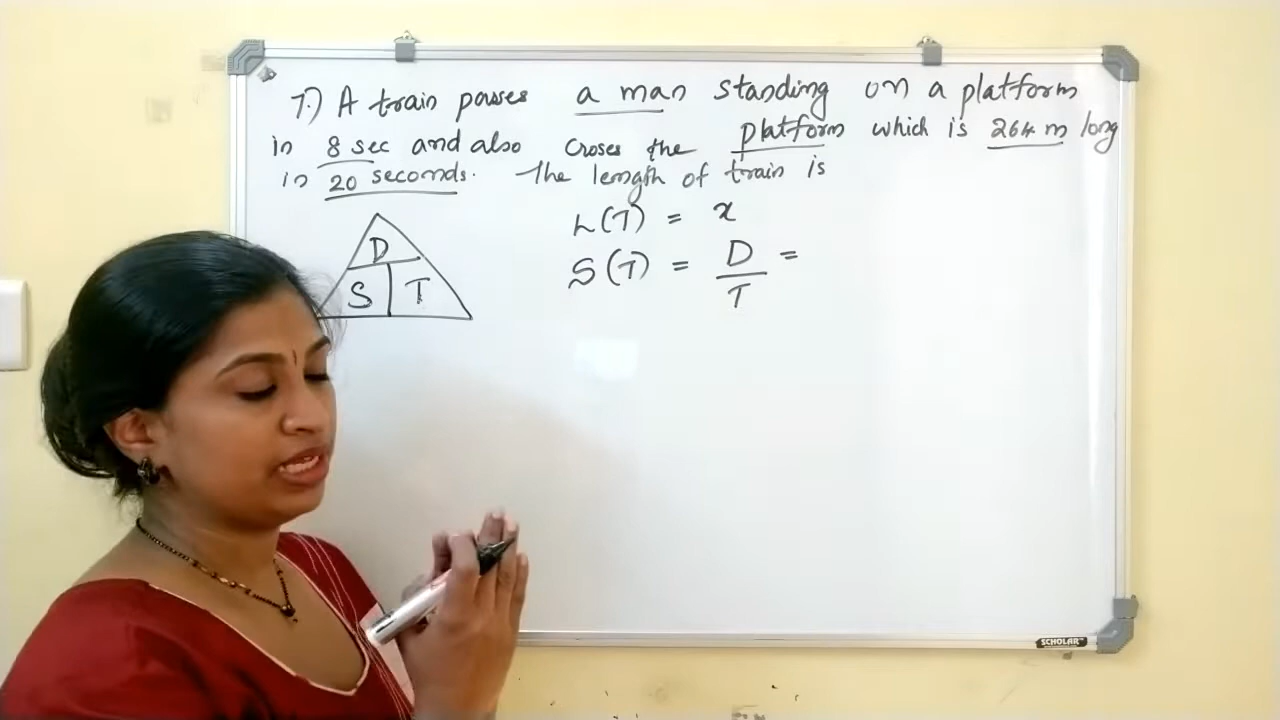 7.) A train passes a man standing on a platform
in 8 sec and also croses the platform which is 264 m long
in 20 seconds. The length of train is
L(T) = x
D
S(T) = D/T =
S T
SCHOLAR